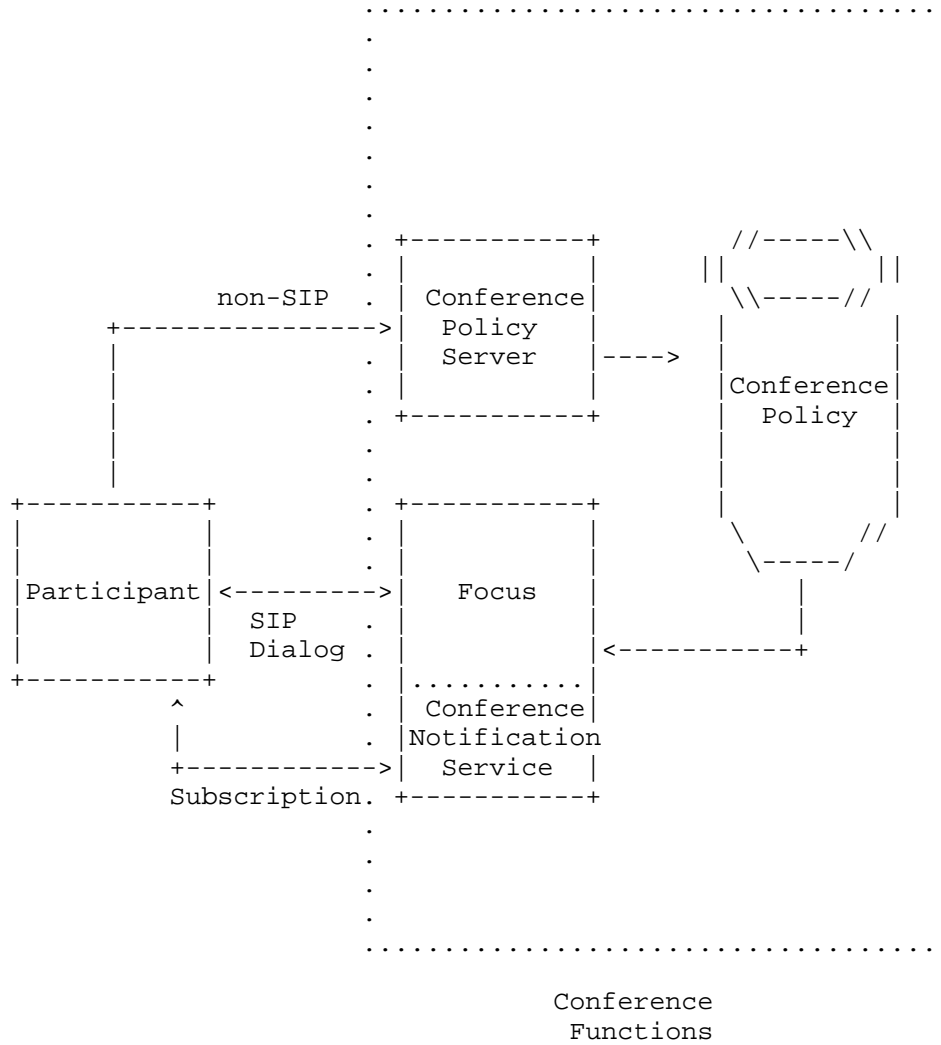 non-SIP
Conference
Policy
Server
Conference
Policy
Participant
Focus
SIP
Dialog
Conference
Notification
Service
Subscription
Conference
Functions